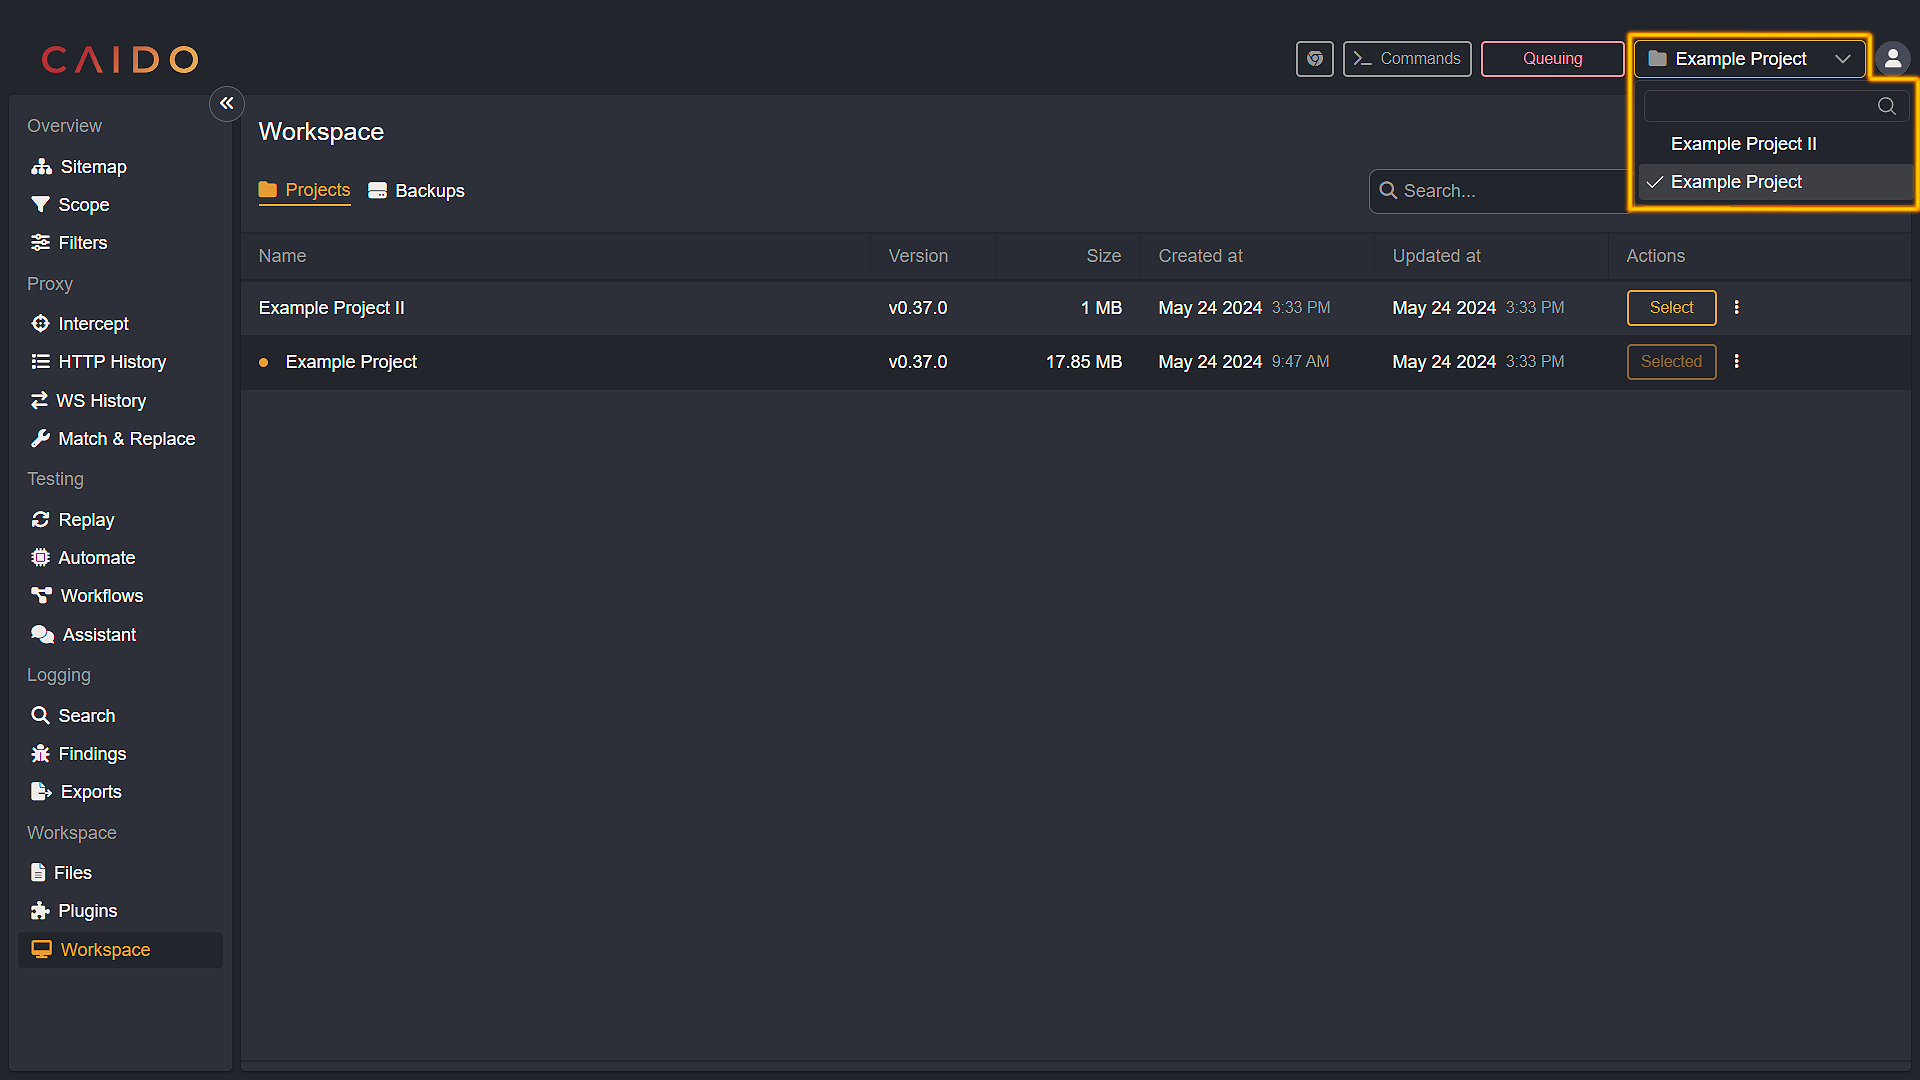 CAIDO
Commands
Queuing
Example Project
Example Project II
Example Project
Overview
Sitemap
Scope
Filters
Proxy
Intercept
HTTP History
WS History
Match & Replace
Testing
Replay
Automate
Workflows
Assistant
Logging
Search
Findings
Exports
Workspace
Files
Plugins
Workspace
Workspace
Projects Backups
Search...
Name Version Size Created at Updated at Actions
Example Project II v0.37.0 1 MB May 24 2024 3:33 PM May 24 2024 3:33 PM Select
Example Project v0.37.0 17.85 MB May 24 2024 9:47 AM May 24 2024 3:33 PM Selected